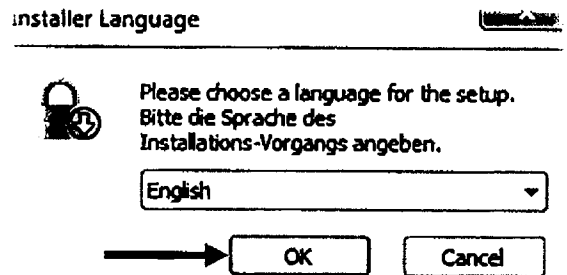 Installer Language
Please choose a language for the setup.
Bitte die Sprache des
Installations-Vorgangs angeben.
English
OK
Cancel